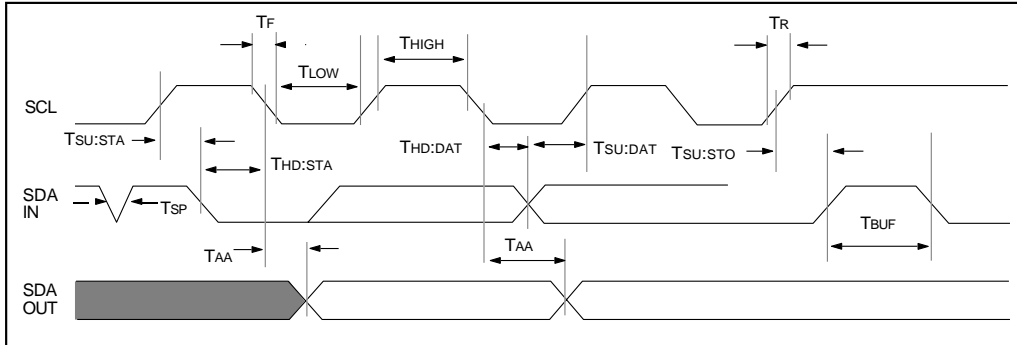 TF
TR
THIGH
TLOW
SCL
TSU:STA
THD:DAT
TSU:DAT
TSU:STO
THD:STA
SDA
IN
TSP
TBUF
TAA
TAA
SDA
OUT